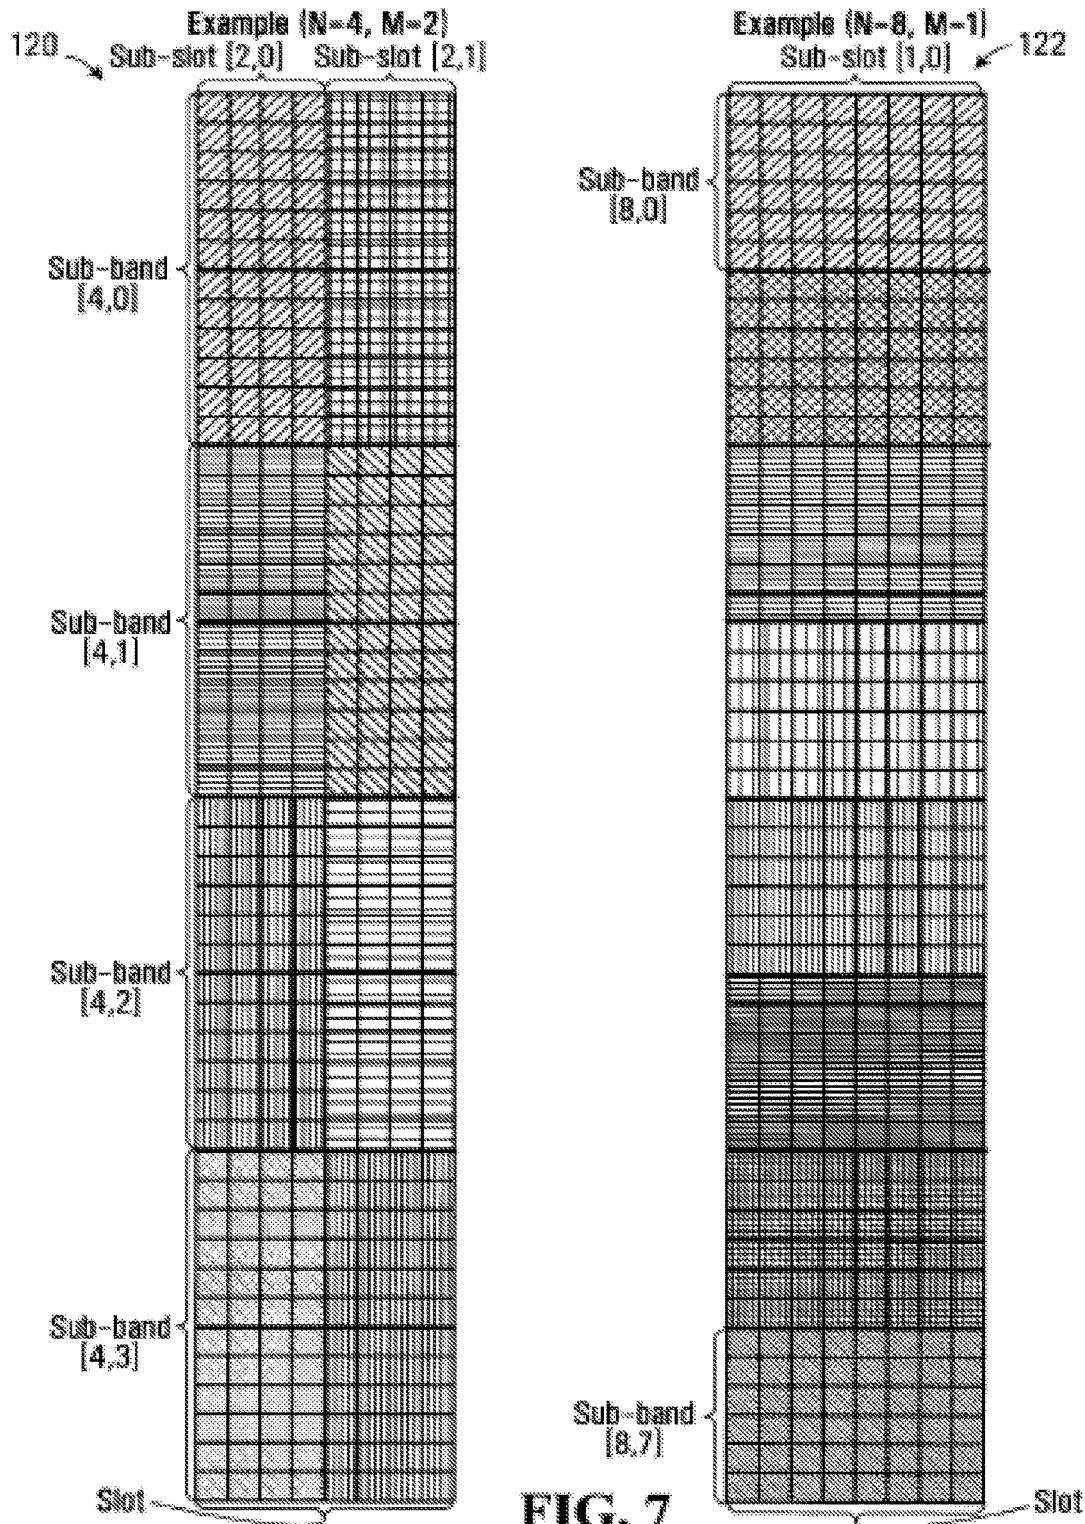 Example (N-4, M-2)
120
Sub-slot [2,0] Sub-slot [2,1]
Sub-band
[4,0]
Sub-band
[4,1]
Sub-band
[4,2]
Sub-band
[4,3]
Slot
Example (N-8, M-1)
122
Sub-slot [1,0]
Sub-band
[8,0]
Sub-band
[8,7]
Slot
FIG. 7